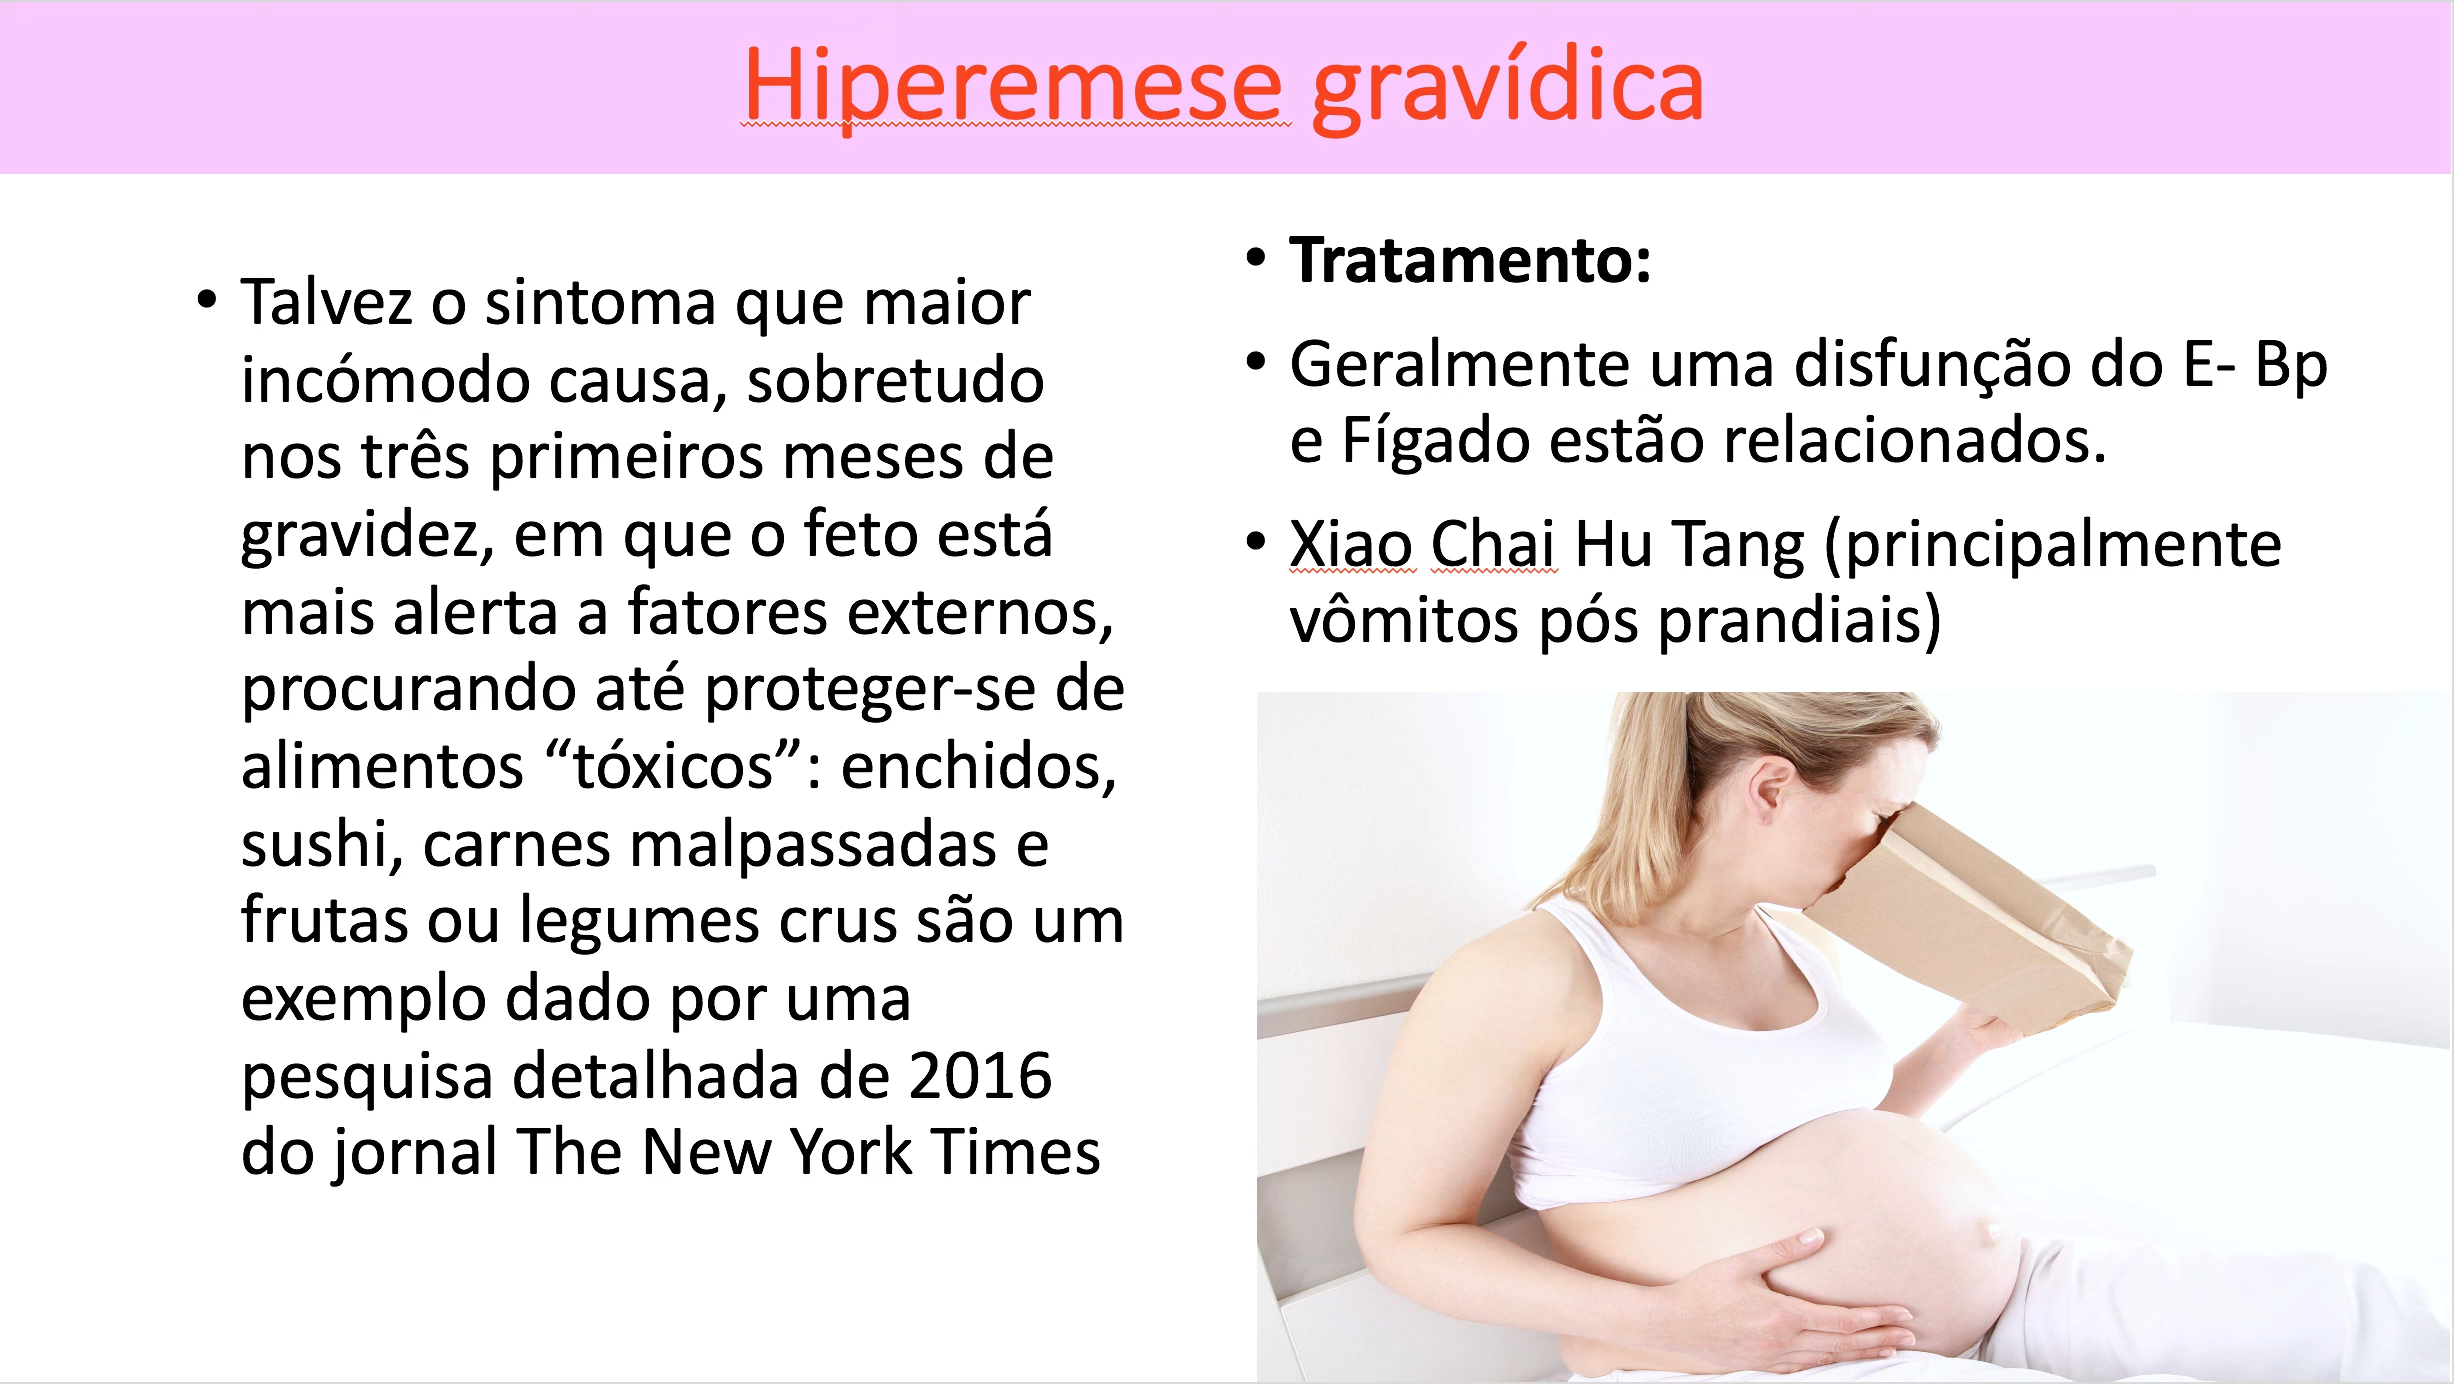 Hiperemese gravídica
• Talvez o sintoma que maior
incómodo causa, sobretudo
nos três primeiros meses de
gravidez, em que o feto está
mais alerta a fatores externos,
procurando até proteger-se de
alimentos “tóxicos”: enchidos,
sushi, carnes malpassadas e
frutas ou legumes crus são um
exemplo dado por uma
pesquisa detalhada de 2016
do jornal The New York Times
• Tratamento:
• Geralmente uma disfunção do E- Bp
e Fígado estão relacionados.
• Xiao Chai Hu Tang (principalmente
vômitos pós prandiais)